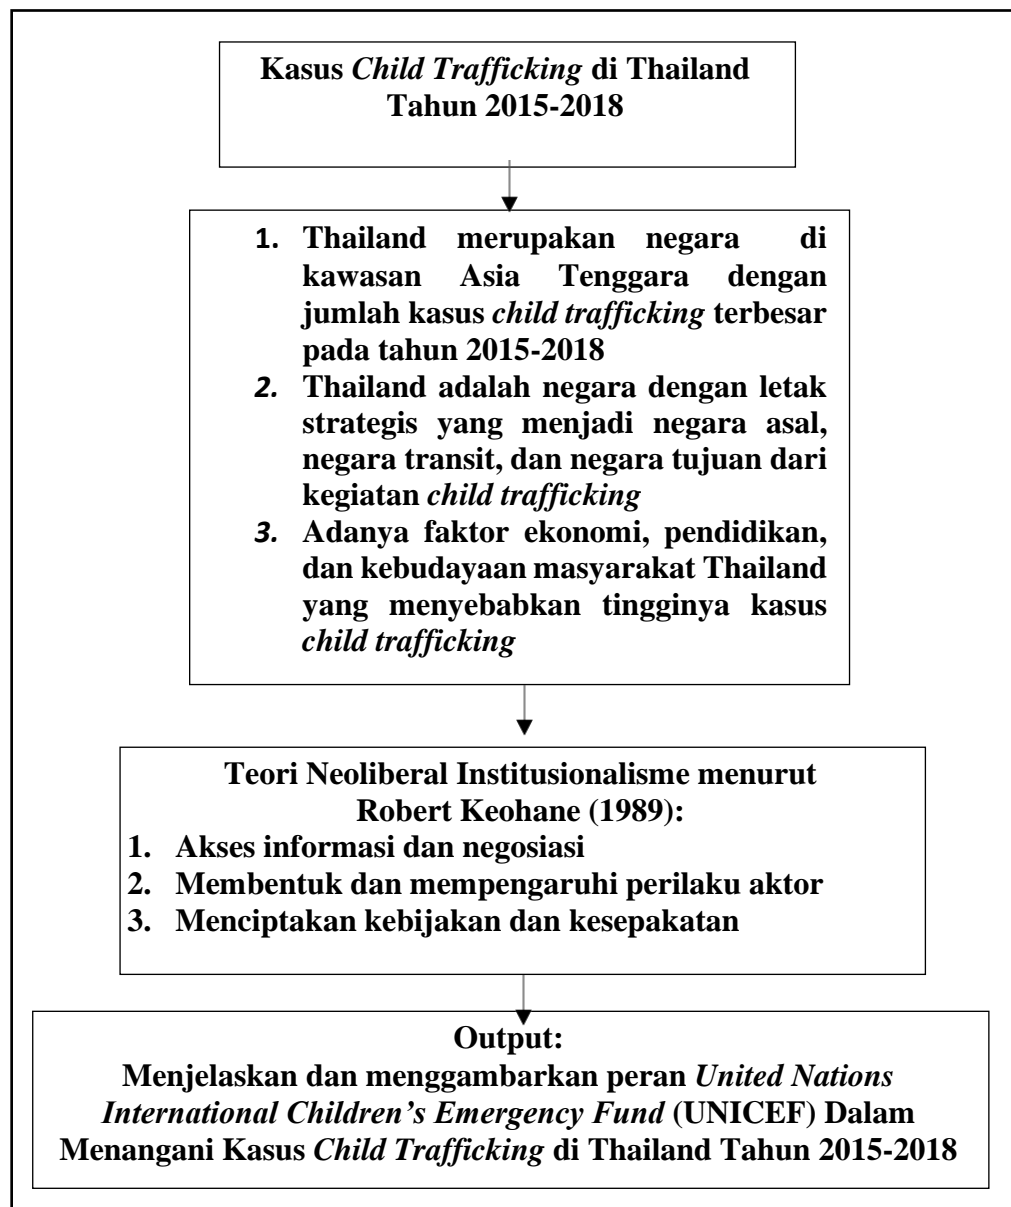 Kasus Child Trafficking di Thailand
Tahun 2015-2018
1. Thailand merupakan negara di
kawasan Asia Tenggara dengan
jumlah kasus child trafficking terbesar
pada tahun 2015-2018
2. Thailand adalah negara dengan letak
strategis yang menjadi negara asal,
negara transit, dan negara tujuan dari
kegiatan child trafficking
3. Adanya faktor ekonomi, pendidikan,
dan kebudayaan masyarakat Thailand
yang menyebabkan tingginya kasus
child trafficking
Teori Neoliberal Institusionalisme menurut
Robert Keohane (1989):
1. Akses informasi dan negosiasi
2. Membentuk dan mempengaruhi perilaku aktor
3. Menciptakan kebijakan dan kesepakatan
Output:
Menjelaskan dan menggambarkan peran United Nations
International Children’s Emergency Fund (UNICEF) Dalam
Menangani Kasus Child Trafficking di Thailand Tahun 2015-2018